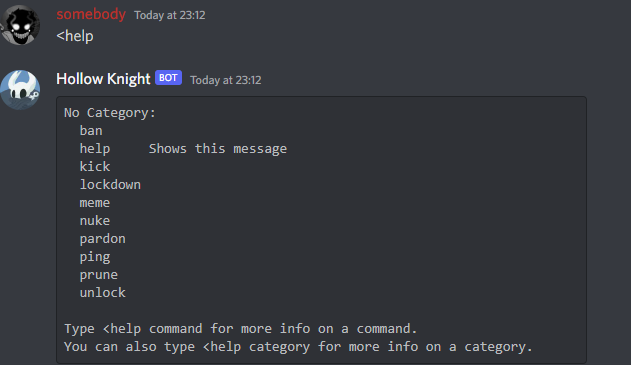 somebody Today at 23:12
<help
Hollow Knight BOT Today at 23:12
No Category:
  ban
  help     Shows this message
  kick
  lockdown
  meme
  nuke
  pardon
  ping
  prune
  unlock

Type <help command for more info on a command.
You can also type <help category for more info on a category.